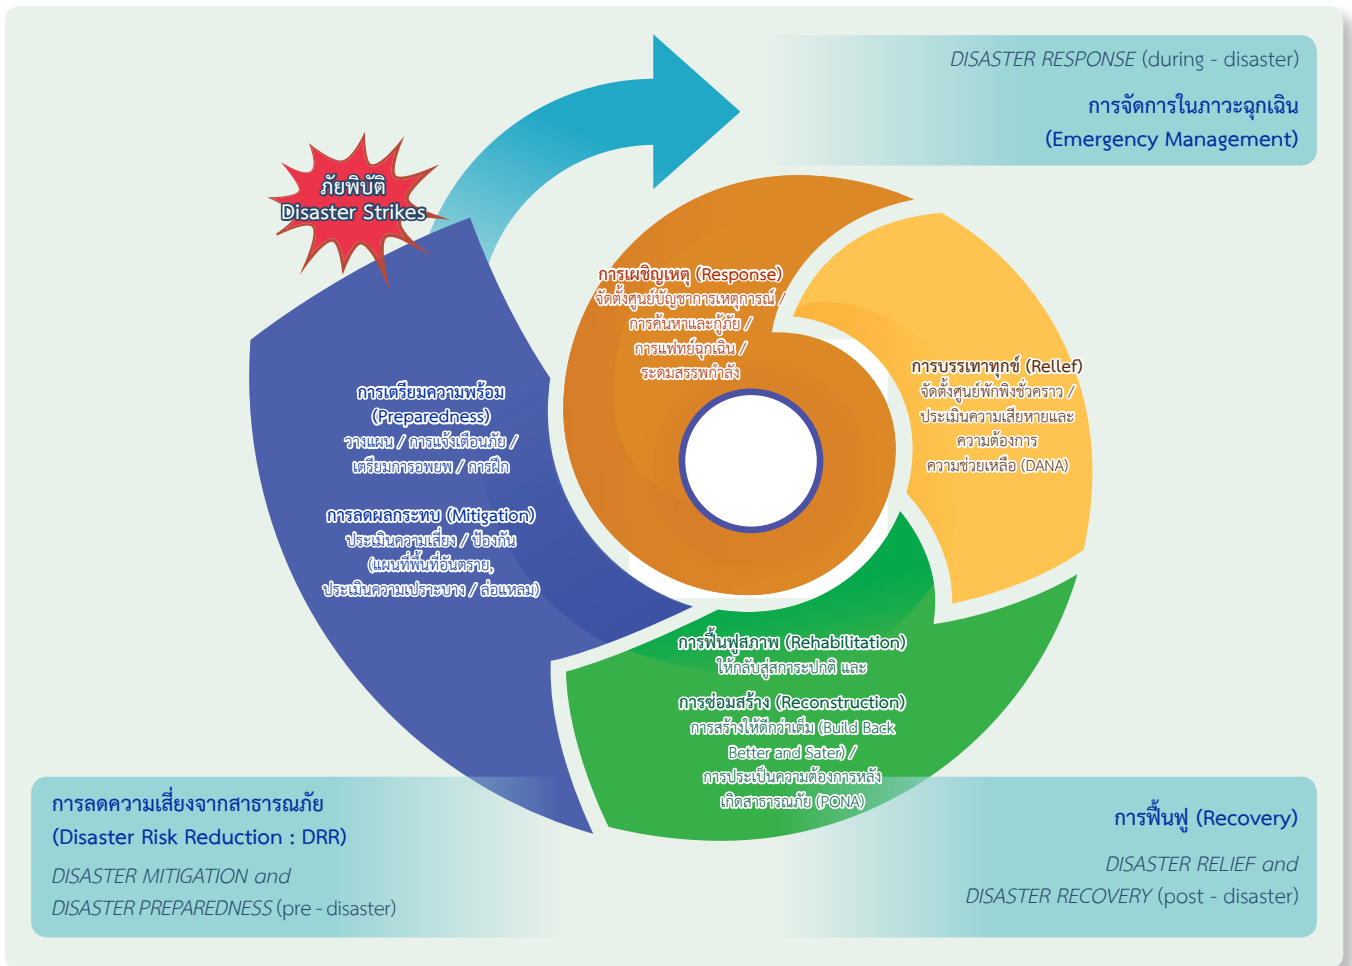 DISASTER RESPONSE (during - disaster)
การจัดการในภาวะฉุกเฉิน
(Emergency Management)
ภัยพิบัติ
Disaster Strikes
การเผชิญเหตุ (Response)
จัดตั้งศูนย์บัญชาการเหตุการณ์ /
การค้นหาและกู้ภัย /
การแพทย์ฉุกเฉิน /
ระดมสรรพกำลัง
การบรรเทาทุกข์ (Rellef)
จัดตั้งศูนย์พักพิงชั่วคราว /
ประเมินความเสียหายและ
ความต้องการ
ความช่วยเหลือ (DANA)
การเตรียมความพร้อม
(Preparedness)
วางแผน / การแจ้งเตือนภัย /
เตรียมการอพยพ / การฝึก
การลดผลกระทบ (Mitigation)
ประเมินความเสี่ยง / ป้องกัน
(แผนที่พื้นที่อันตราย,
ประเมินความเปราะบาง / ล่อแหลม)
การฟื้นฟูสภาพ (Rehabilitation)
ให้กลับสู่สการะปกติ และ
การซ่อมสร้าง (Reconstruction)
การสร้างให้ดีกว่าเต็ม (Build Back
Better and Sater) /
การประเป็นความต้องการหลัง
เกิดสาธารณภัย (PONA)
การลดความเสี่ยงจากสาธารณภัย
(Disaster Risk Reduction : DRR)
DISASTER MITIGATION and
DISASTER PREPAREDNESS (pre - disaster)
การฟื้นฟู (Recovery)
DISASTER RELIEF and
DISASTER RECOVERY (post - disaster)